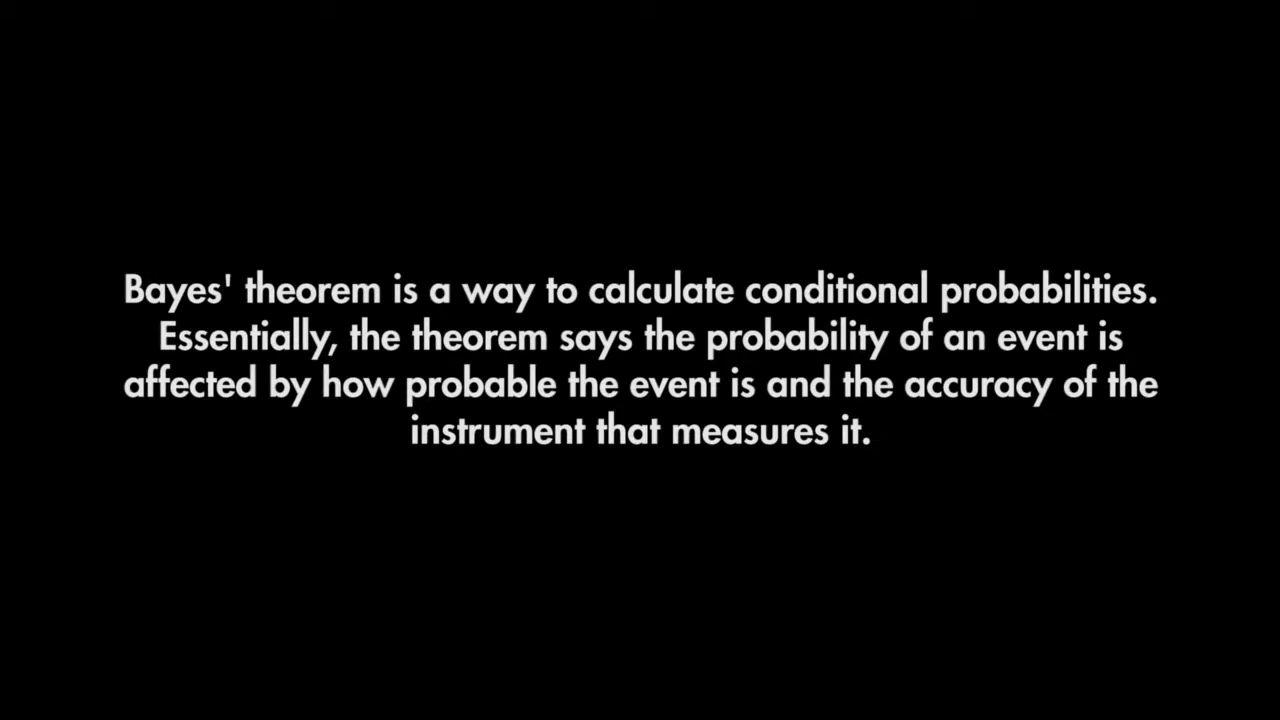 Bayes' theorem is a way to calculate conditional probabilities.
Essentially, the theorem says the probability of an event is
affected by how probable the event is and the accuracy of the
instrument that measures it.